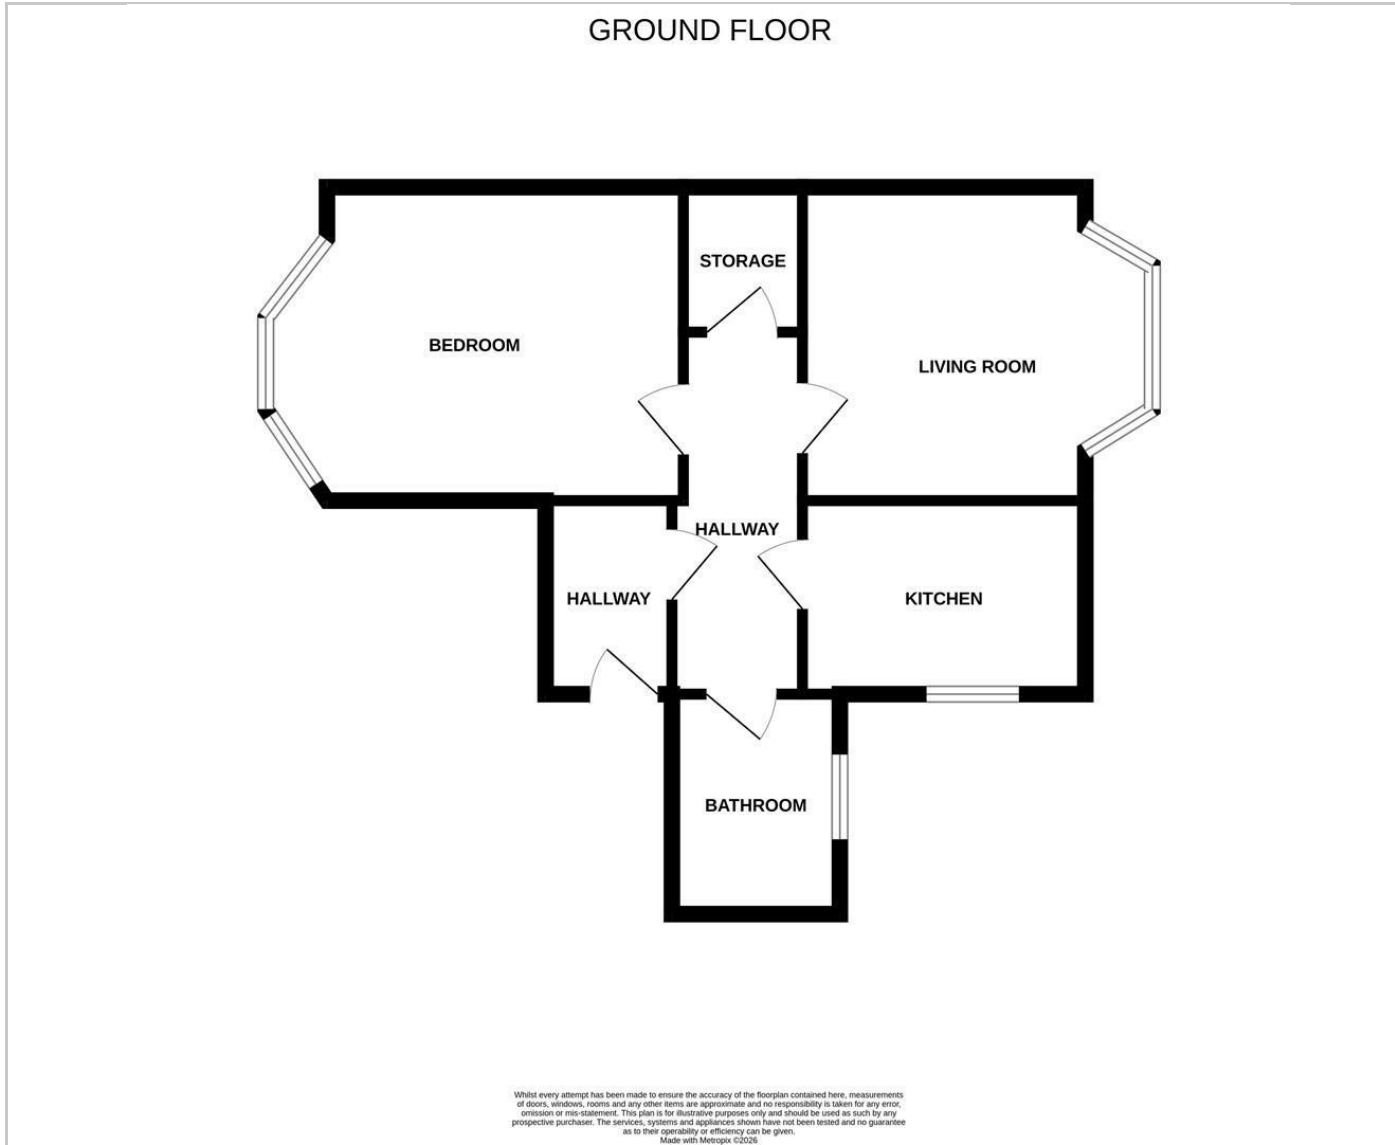 GROUND FLOOR
STORAGE
BEDROOM
LIVING ROOM
HALLWAY
HALLWAY
KITCHEN
BATHROOM
Whilst every attempt has been made to ensure the accuracy of the floorplan contained here, measurements
of doors, windows, rooms and any other items are approximate and no responsibility is taken for any error,
omission or mis-statement. This plan is for illustrative purposes only and should be used as such by any
prospective purchaser. The services, systems and appliances shown have not been tested and no guarantee
as to their operability or efficiency can be given.
Made with Metropix ©2026